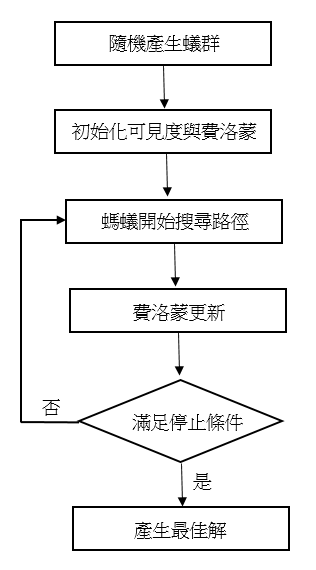 隨機產生蟻群
初始化可見度與費洛蒙
螞蟻開始搜尋路徑
費洛蒙更新
滿足停止條件
否
是
產生最佳解